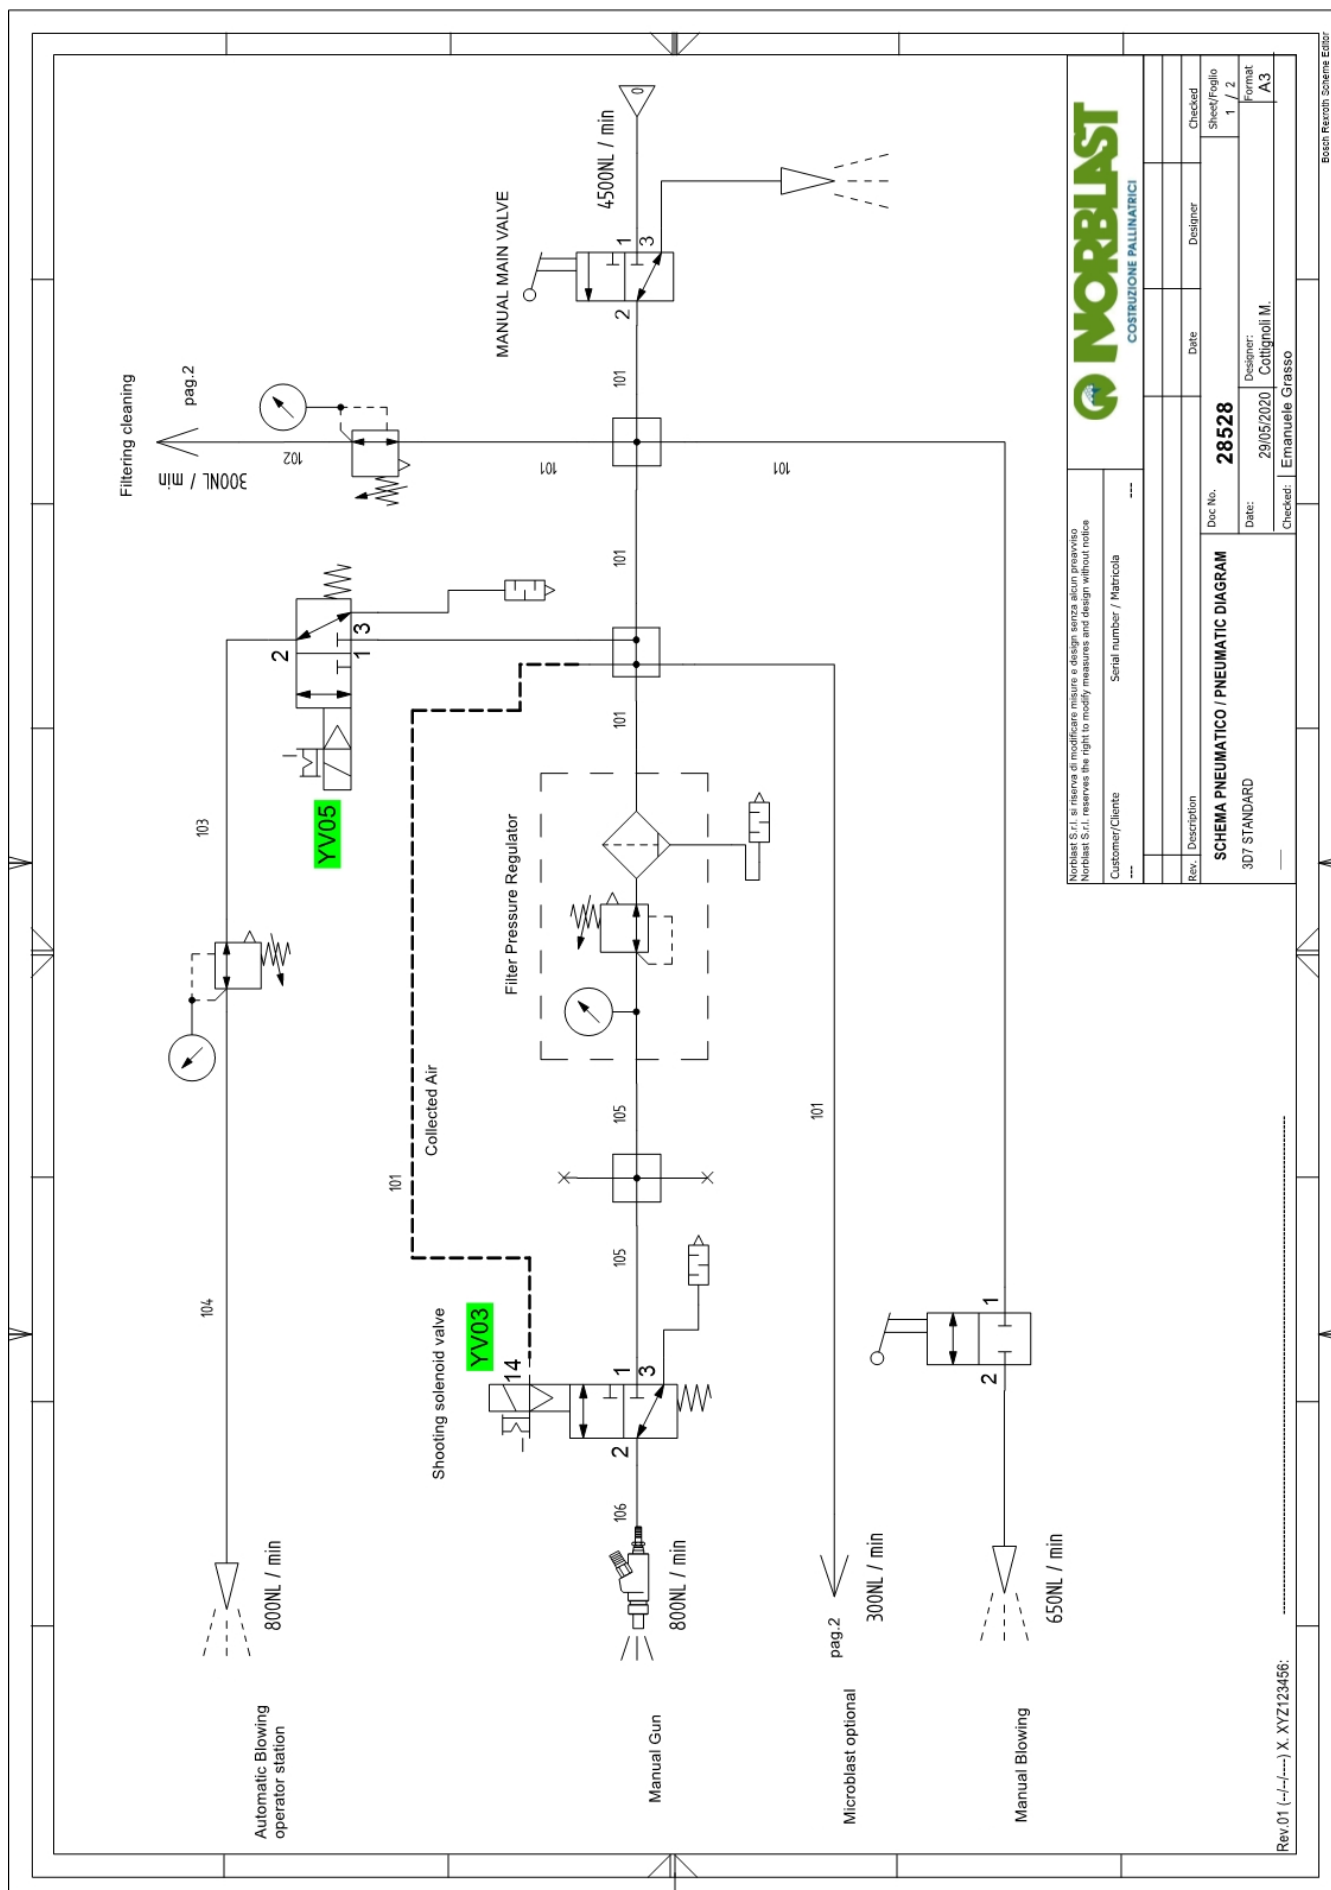 Automatic Blowing
operator station
800NL / min
104
103
YV05
2
1
3
Filtering cleaning
pag.2
300NL / min
102
101
101
Collected Air
Shooting solenoid valve
YV03
14
2
1
3
Manual Gun
800NL / min
106
105
105
Filter Pressure Regulator
101
101
101
MANUAL MAIN VALVE
2
1
3
4500NL / min
0
Microblast optional
pag.2
300NL / min
101
101
Manual Blowing
650NL / min
2
1
Norblast S.r.l. si riserva di modificare misure e design senza alcun preavviso
Norblast S.r.l. reserves the right to modify measures and design without notice
Customer/Cliente
---
Serial number / Matricola
---
NORBLAST
COSTRUZIONE PALLINATRICI
Rev. Description Date Designer Checked
SCHEMA PNEUMATICO / PNEUMATIC DIAGRAM
3D7 STANDARD
Doc No. 28528
Sheet/Foglio
1 / 2
Date: 29/05/2020
Designer: Cottignoli M.
Format
A3
Checked: Emanuele Grasso
Rev.01 (--/--/----) X. XYZ123456:
Bosch Rexroth Scheme Editor